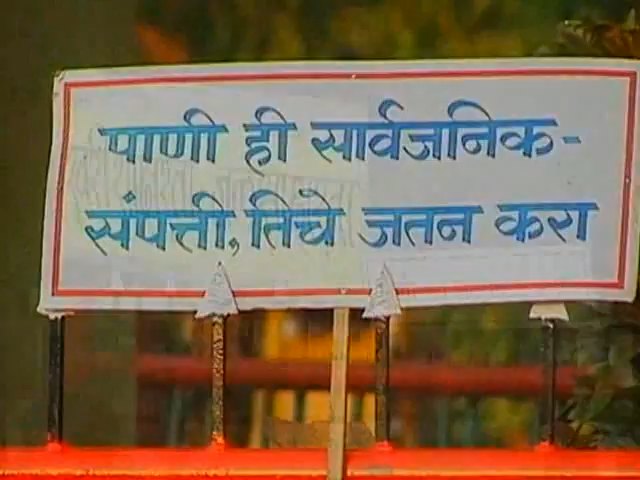 पाणी ही सार्वजनिक-
संपत्ती, तिचे जतन करा